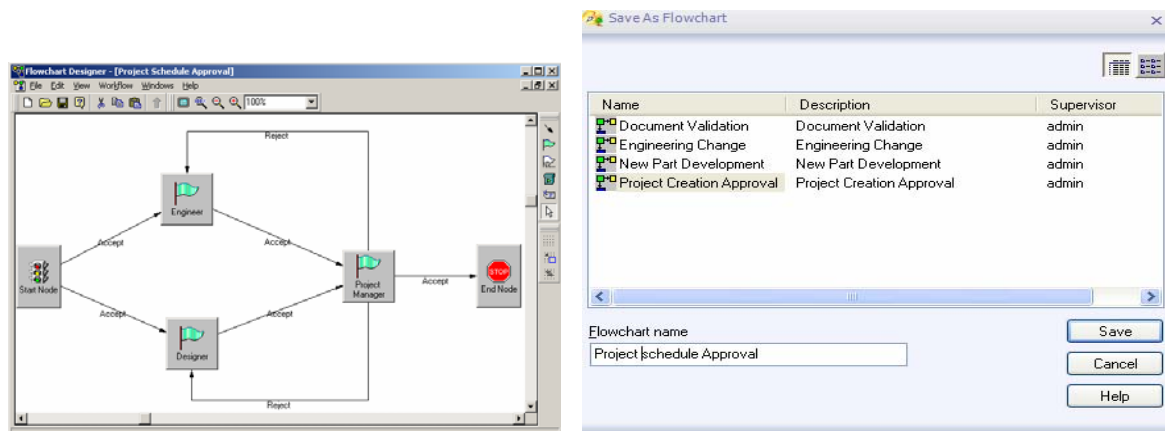 Flowchart Designer - [Project Schedule Approval]
File Edit View Workflow Windows Help
100%
Reject
Engineer
Accept
Accept
Start Node
Project
Manager
Accept
STOP
End Node
Accept
Accept
Designer
Reject
Save As Flowchart
Name Description Supervisor
Document Validation Document Validation admin
Engineering Change Engineering Change admin
New Part Development New Part Development admin
Project Creation Approval Project Creation Approval admin
Flowchart name
Project schedule Approval
Save
Cancel
Help